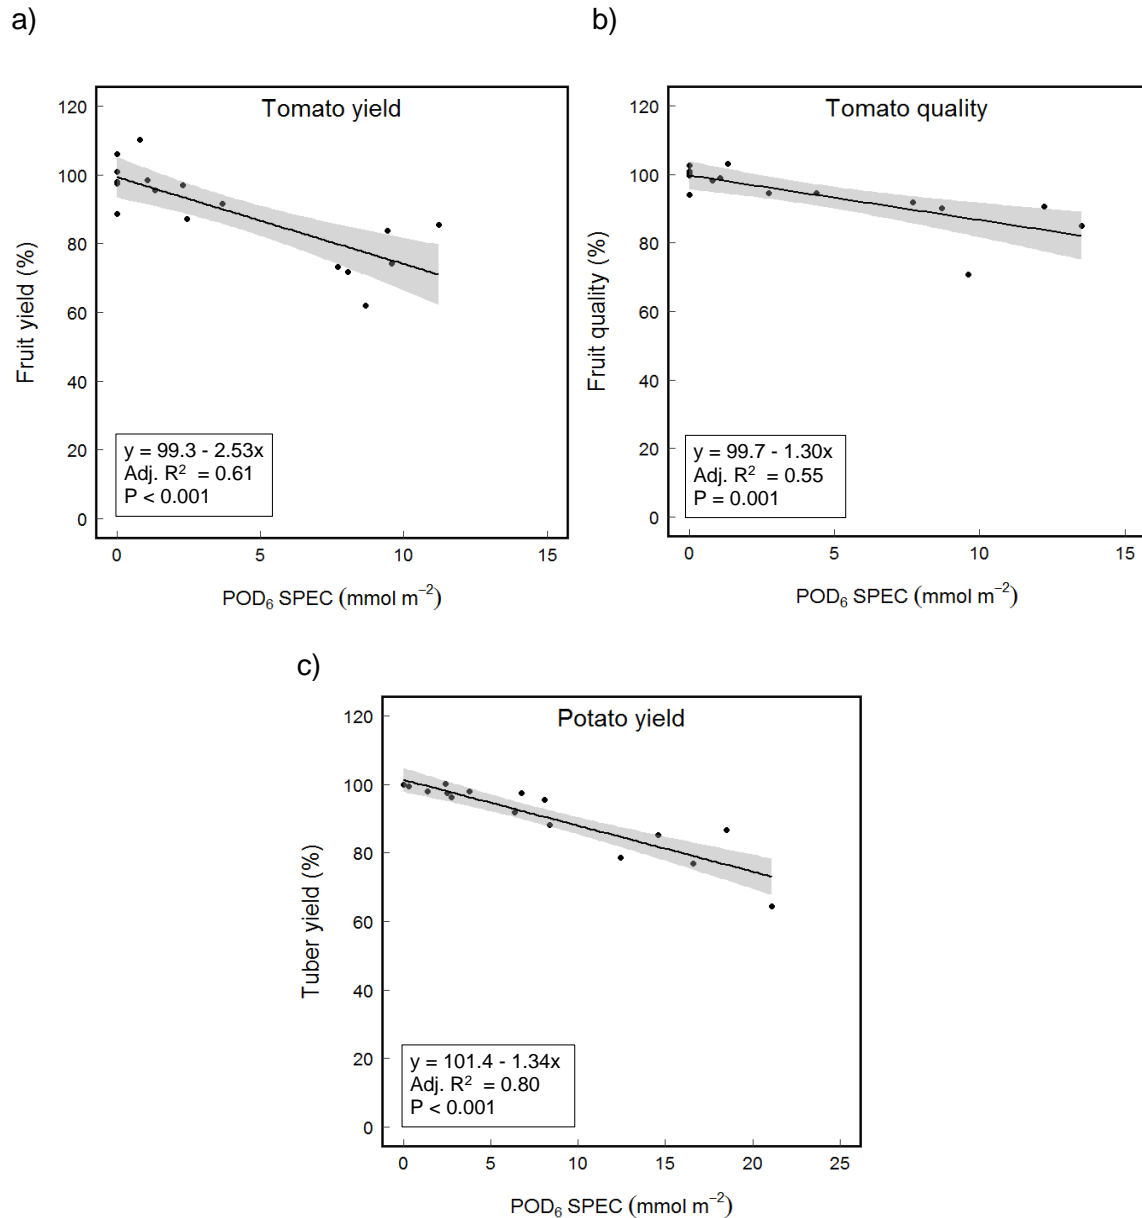 a)
Tomato yield
Fruit yield (%)
120
100
80
60
40
20
0
y = 99.3 - 2.53x
Adj. R² = 0.61
P < 0.001
0 5 10 15
POD₆ SPEC (mmol m⁻²)
b)
Tomato quality
Fruit quality (%)
120
100
80
60
40
20
0
y = 99.7 - 1.30x
Adj. R² = 0.55
P = 0.001
0 5 10 15
POD₆ SPEC (mmol m⁻²)
c)
Potato yield
Tuber yield (%)
120
100
80
60
40
20
0
y = 101.4 - 1.34x
Adj. R² = 0.80
P < 0.001
0 5 10 15 20 25
POD₆ SPEC (mmol m⁻²)